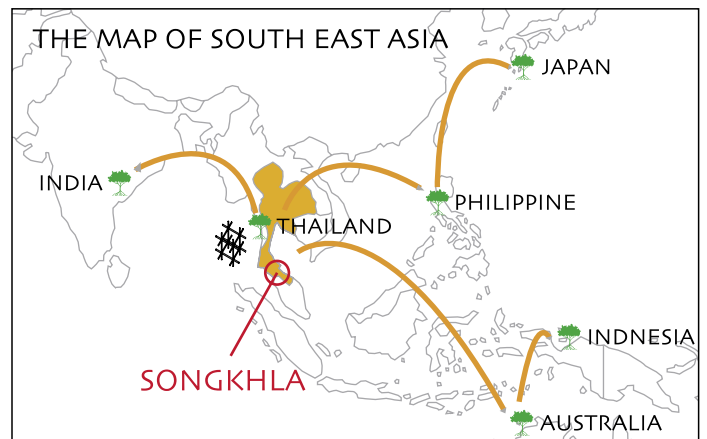 THE MAP OF SOUTH EAST ASIA
JAPAN
INDIA
PHILIPPINE
THAILAND
INDNESIA
SONGKHLA
AUSTRALIA